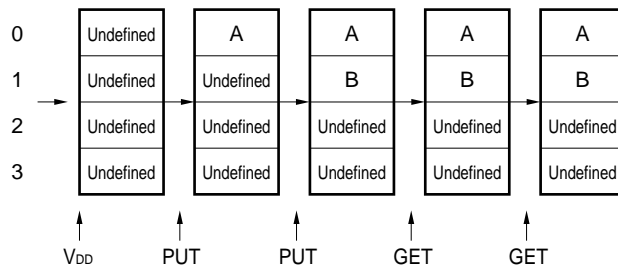 0 Undefined A A A A
1 Undefined Undefined B B B
2 Undefined Undefined Undefined Undefined Undefined
3 Undefined Undefined Undefined Undefined Undefined
VDD PUT PUT GET GET